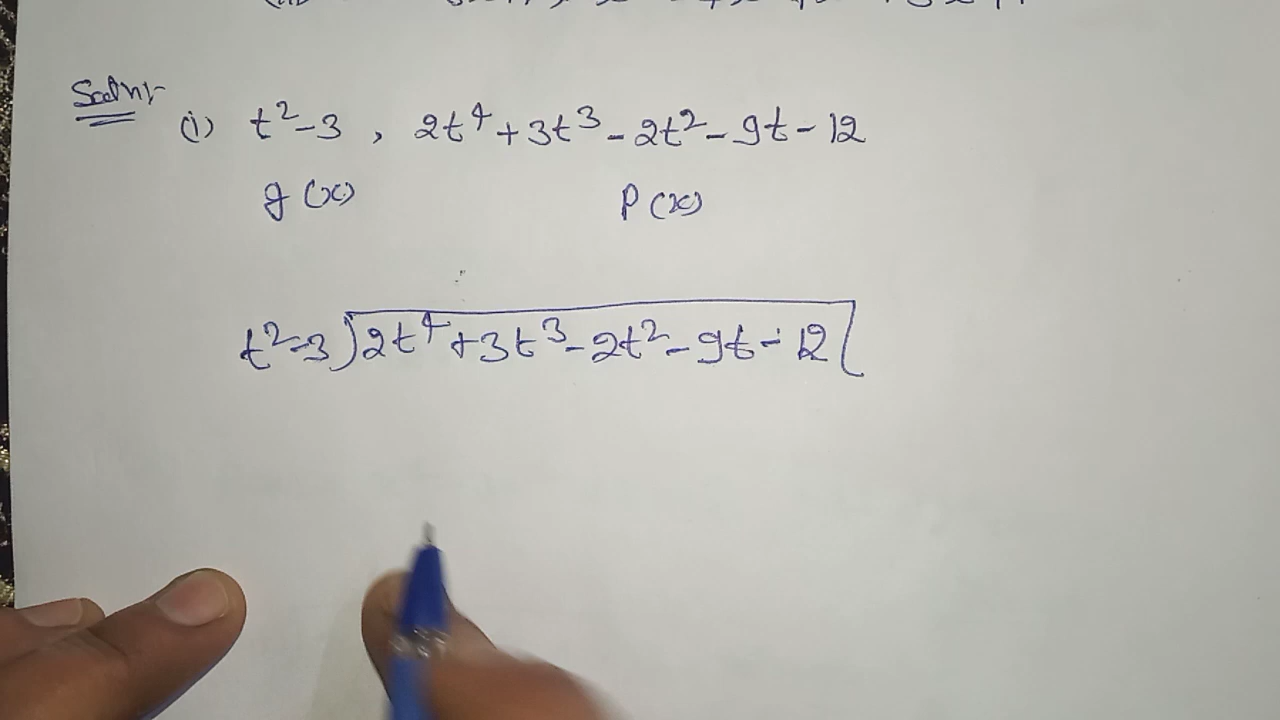 Soln:-
(i) t²-3 , 2t⁴+3t³-2t²-9t-12
g(x) P(x)
t²-3)2t⁴+3t³-2t²-9t-12(